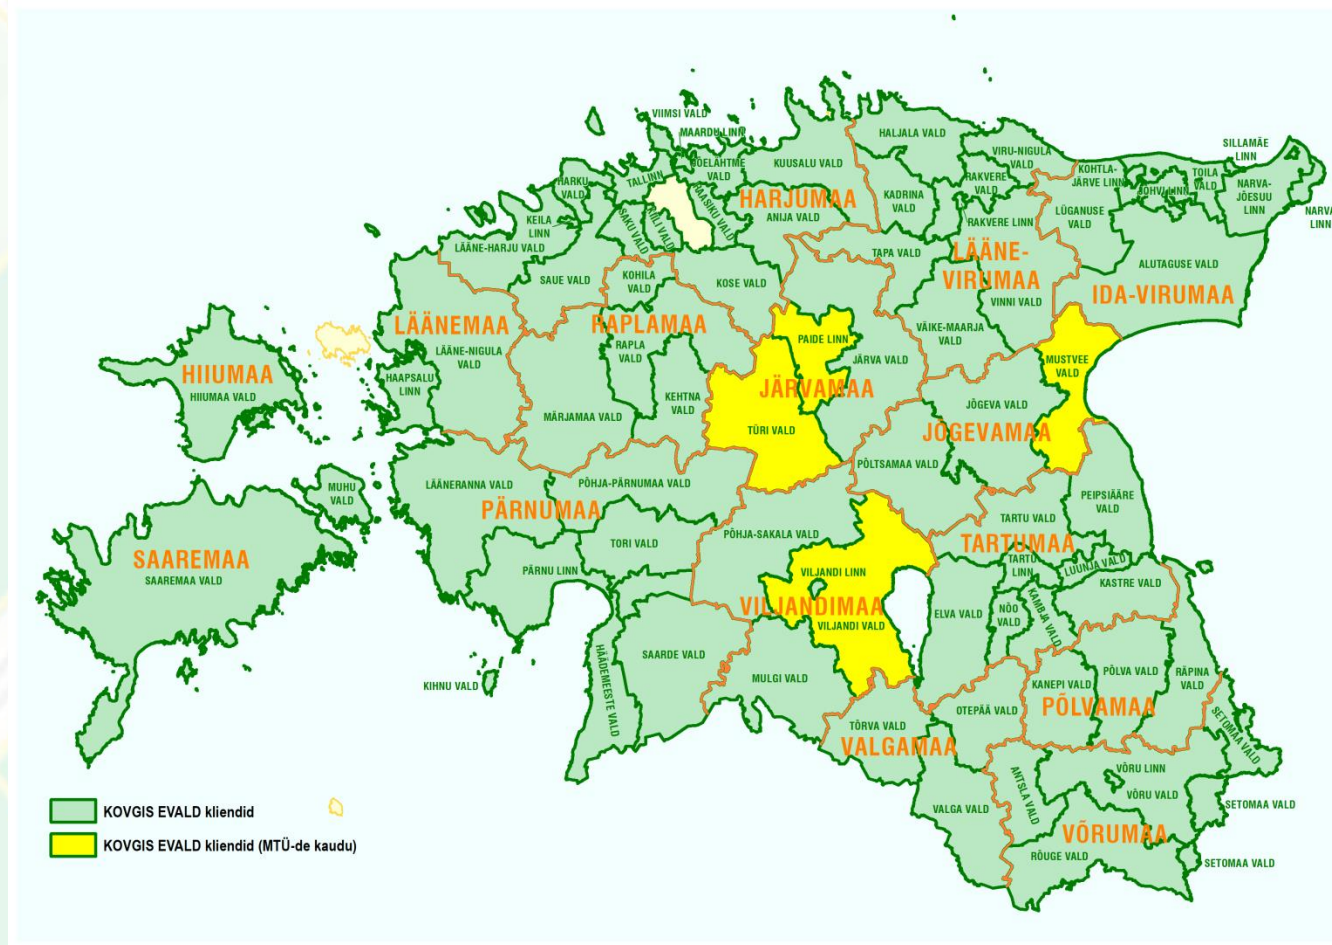 VIIMSI VALD
MAARDU LINN
JÕELÄHTME
VALD
KUUSALU VALD
HALJALA VALD
VIRU-NIGULA
VALD
SILLAMÄE
LINN
KOHTLA-
JÄRVE LINN
TOILA
VALD
JÕHVI LINN
NARVA-
JÕESUU
LINN
NARVA
LINN
HARKU
VALD
TALLINN
RAASIKU VALD
HARJUMAA
ANIJA VALD
KADRINA
VALD
RAKVERE
VALD
RAKVERE LINN
LÜGANUSE
VALD
KEILA
LINN
SAKU VALD
KIILI VALD
LÄÄNE-HARJU VALD
SAUE VALD
KOHILA
VALD
KOSE VALD
TAPA VALD
LÄÄNE-
VIRUMAA
VINNI VALD
ALUTAGUSE VALD
IDA-VIRUMAA
LÄÄNEMAA
LÄÄNE-NIGULA
VALD
RAPLAMAA
RAPLA
VALD
PAIDE LINN
VÄIKE-MAARJA
VALD
MUSTVEE
VALD
HIIUMAA
HIIUMAA VALD
HAAPSALU
LINN
MÄRJAMAA VALD
KEHTNA
VALD
JÄRVA VALD
JÄRVAMAA
TÜRI VALD
JÕGEVA VALD
JÕGEVAMAA
PÕLTSAMAA VALD
MUHU
VALD
LÄÄNERANNA VALD
PÕHJA-PÄRNUMAA VALD
PÄRNUMAA
PEIPSIÄÄRE
VALD
SAAREMAA
SAAREMAA VALD
TORI VALD
PÄRNU LINN
PÕHJA-SAKALA VALD
TARTU VALD
TARTUMAA
TARTU
LINN
LUUNJA VALD
KASTRE VALD
VILJANDI LINN
VILJANDIMAA
VILJANDI VALD
ELVA VALD
NÕO
VALD
KAMBJA VALD
KIHNU VALD
HÄÄDEMEESTE VALD
SAARDE VALD
MULGI VALD
KANEPI VALD
PÕLVA VALD
RÄPINA
VALD
PÕLVAMAA
OTEPÄÄ VALD
TÕRVA VALD
VALGAMAA
SETOMAA VALD
VALGA VALD
ANTSLA VALD
VÕRU LINN
VÕRU VALD
SETOMAA VALD
VÕRUMAA
RÕUGE VALD
SETOMAA VALD
KOVGIS EVALD kliendid
KOVGIS EVALD kliendid (MTÜ-de kaudu)